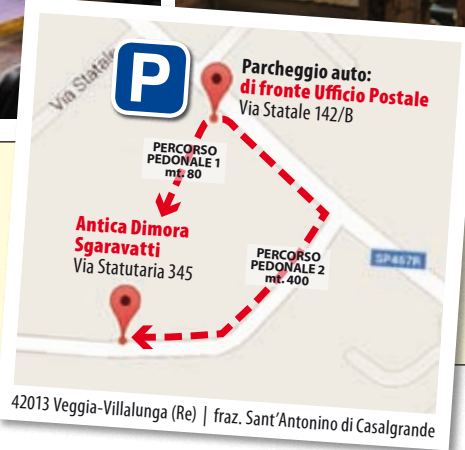 P
Via Statale
Parcheggio auto:
di fronte Ufficio Postale
Via Statale 142/B
PERCORSO
PEDONALE 1
mt. 80
Antica Dimora
Sgaravatti
Via Statutaria 345
PERCORSO
PEDONALE 2
mt. 400
SP467R
42013 Veggia-Villalunga (Re) | fraz. Sant'Antonino di Casalgrande